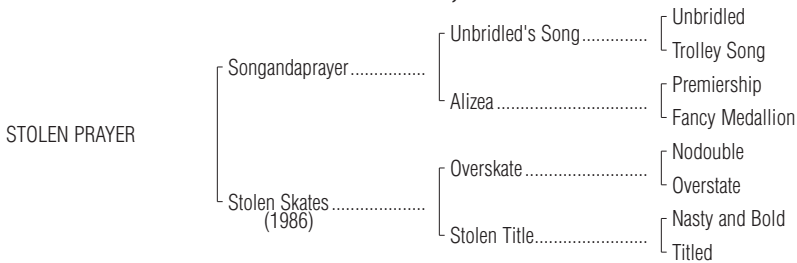 Unbridled
Unbridled's Song..............
Trolley Song
Songandaprayer................
Premiership
Alizea................................
Fancy Medallion
STOLEN PRAYER
Nodouble
Overskate..........................
Overstate
Stolen Skates....................
(1986)
Nasty and Bold
Stolen Title........................
Titled